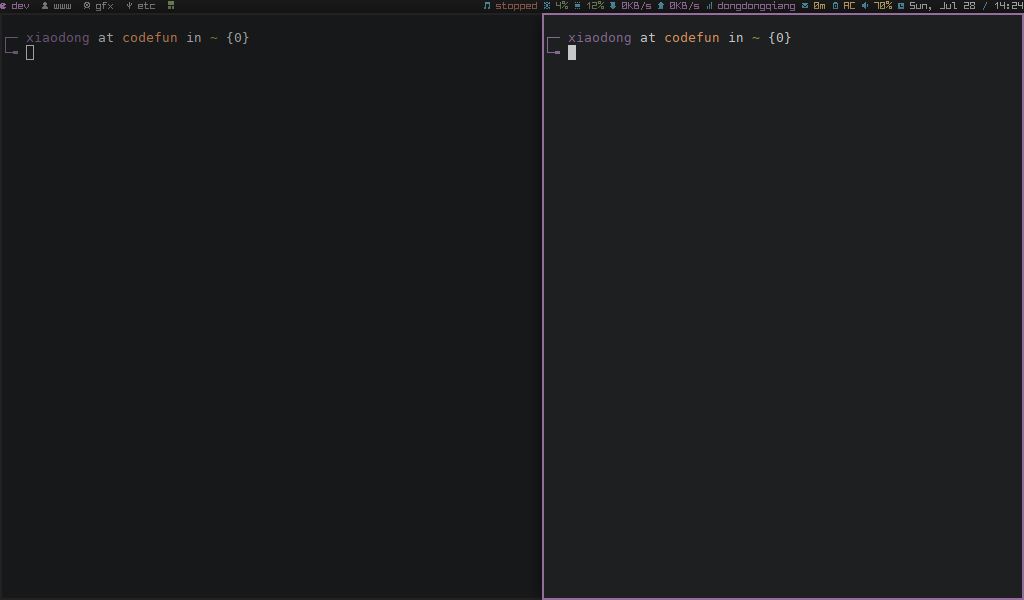 dev www gfx etc stopped 4% 12% 0KB/s 0KB/s dongdongqiang 0m AC 70% Sun, Jul 28 / 14:24
xiaodong at codefun in ~ {0}
xiaodong at codefun in ~ {0}